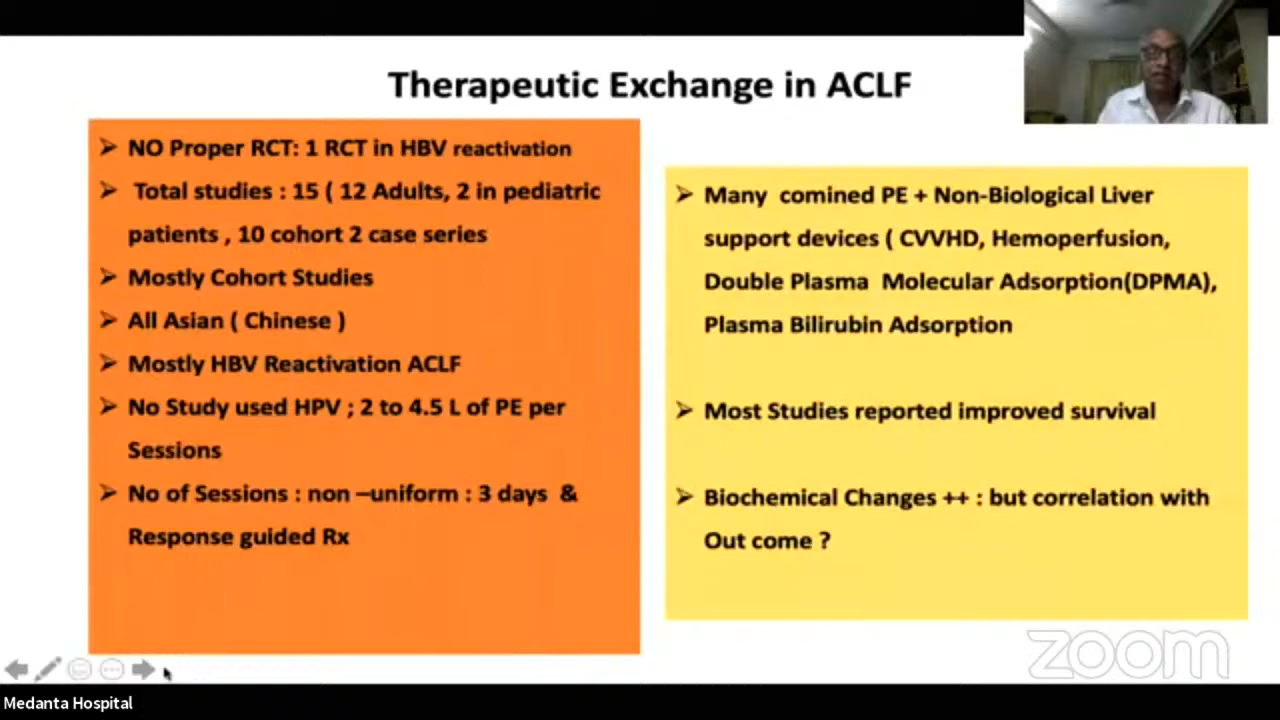 Therapeutic Exchange in ACLF
➢ NO Proper RCT: 1 RCT in HBV reactivation
➢ Total studies : 15 ( 12 Adults, 2 in pediatric
patients , 10 cohort 2 case series
➢ Mostly Cohort Studies
➢ All Asian ( Chinese )
➢ Mostly HBV Reactivation ACLF
➢ No Study used HPV ; 2 to 4.5 L of PE per
Sessions
➢ No of Sessions : non –uniform : 3 days &
Response guided Rx
➢ Many comined PE + Non-Biological Liver
support devices ( CVVHD, Hemoperfusion,
Double Plasma Molecular Adsorption(DPMA),
Plasma Bilirubin Adsorption
➢ Most Studies reported improved survival
➢ Biochemical Changes ++ : but correlation with
Out come ?
zoom
Medanta Hospital